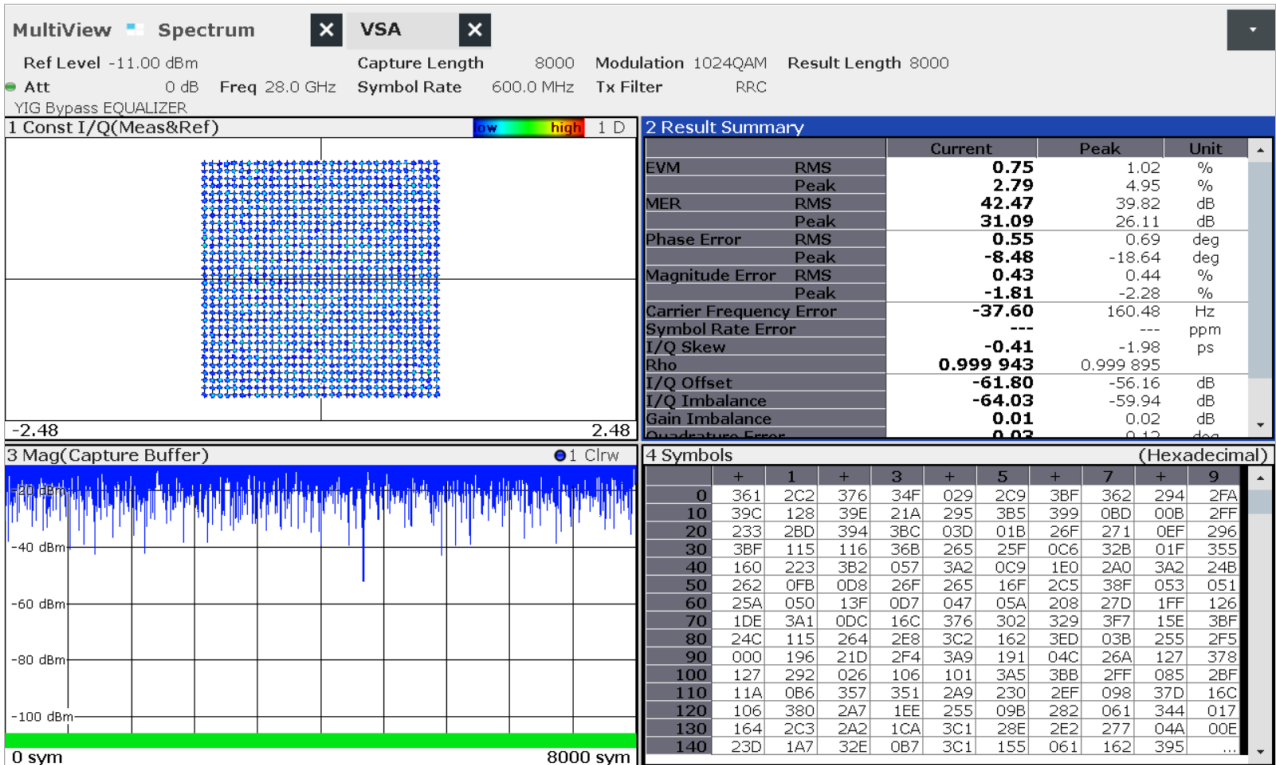 MultiView Spectrum X VSA X
Ref Level -11.00 dBm Capture Length 8000 Modulation 1024QAM Result Length 8000
Att 0 dB Freq 28.0 GHz Symbol Rate 600.0 MHz Tx Filter RRC
YIG Bypass EQUALIZER
1 Const I/Q(Meas&Ref) low high 1 D
-2.48 2.48
2 Result Summary
Current Peak Unit
EVM RMS 0.75 1.02 %
Peak 2.79 4.95 %
MER RMS 42.47 39.82 dB
Peak 31.09 26.11 dB
Phase Error RMS 0.55 0.69 deg
Peak -8.48 -18.64 deg
Magnitude Error RMS 0.43 0.44 %
Peak -1.81 -2.28 %
Carrier Frequency Error -37.60 160.48 Hz
Symbol Rate Error --- --- ppm
I/Q Skew -0.41 -1.98 ps
Rho 0.999 943 0.999 895
I/Q Offset -61.80 -56.16 dB
I/Q Imbalance -64.03 -59.94 dB
Gain Imbalance 0.01 0.02 dB
Quadrature Error 0.03 0.12 deg
3 Mag(Capture Buffer) 1 Clrw
-20 dBm
-40 dBm
-60 dBm
-80 dBm
-100 dBm
0 sym 8000 sym
4 Symbols (Hexadecimal)
+ 1 + 3 + 5 + 7 + 9
0 361 2C2 376 34F 029 2C9 3BF 362 294 2FA
10 39C 128 39E 21A 295 3B5 399 0BD 00B 2FF
20 233 2BD 394 3BC 03D 01B 26F 271 0EF 296
30 3BF 115 116 36B 265 25F 0C6 32B 01F 355
40 160 223 3B2 057 3A2 0C9 1E0 2A0 3A2 24B
50 262 0FB 0D8 26F 265 16F 2C5 38F 053 051
60 25A 050 13F 0D7 047 05A 208 27D 1FF 126
70 1DE 3A1 0DC 16C 376 302 329 3F7 15E 3BF
80 24C 115 264 2E8 3C2 162 3ED 03B 255 2F5
90 000 196 21D 2F4 3A9 191 04C 26A 127 378
100 127 292 026 106 101 3A5 3BB 2FF 085 2BF
110 11A 0B6 357 351 2A9 230 2EF 098 37D 16C
120 106 380 2A7 1EE 255 09B 282 061 344 017
130 164 2C3 2A2 1CA 3C1 28E 2E2 277 04A 00E
140 23D 1A7 32E 0B7 3C1 155 061 162 395 ...